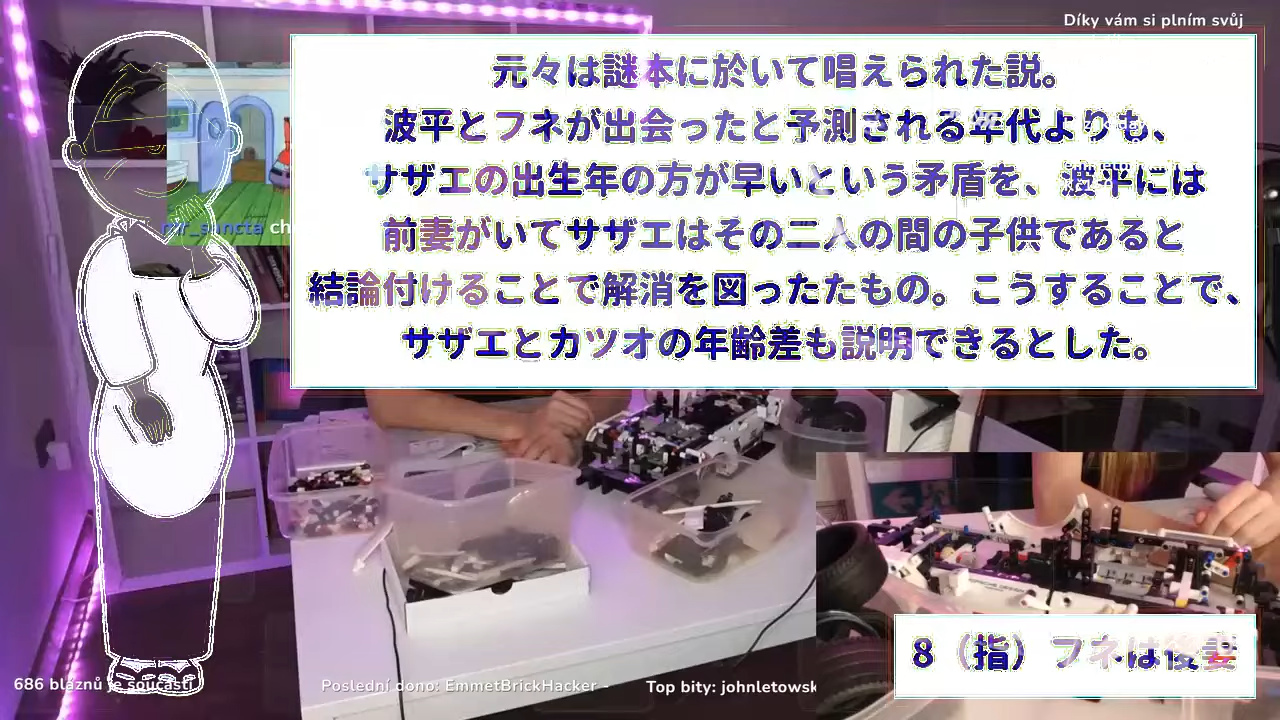 Díky vám si plním svůj
元々は謎本に於いて唱えられた説。
波平とフネが出会ったと予測される年代よりも、
サザエの出生年の方が早いという矛盾を、波平には
前妻がいてサザエはその二人の間の子供であると
結論付けることで解消を図ったたもの。こうすることで、
サザエとカツオの年齢差も説明できるとした。
mr_sancta ch
8（指） フネは後妻
686 bláznů je součástí
Poslední dono: EmmetBrickHacker -
Top bity: johnletowsk